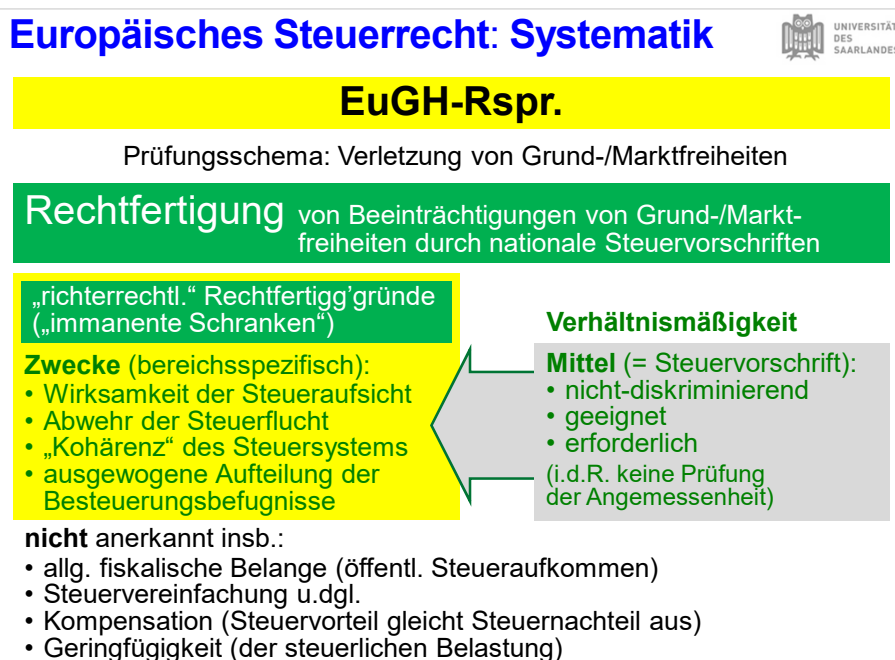 Europäisches Steuerrecht: Systematik
UNIVERSITÄT
DES
SAARLANDES
EuGH-Rspr.
Prüfungsschema: Verletzung von Grund-/Marktfreiheiten
Rechtfertigung von Beeinträchtigungen von Grund-/Markt-
freiheiten durch nationale Steuervorschriften
„richterrechtl.“ Rechtfertigg’gründe
(„immanente Schranken“)
Zwecke (bereichsspezifisch):
• Wirksamkeit der Steueraufsicht
• Abwehr der Steuerflucht
• „Kohärenz“ des Steuersystems
• ausgewogene Aufteilung der
Besteuerungsbefugnisse
Verhältnismäßigkeit
Mittel (= Steuervorschrift):
• nicht-diskriminierend
• geeignet
• erforderlich
(i.d.R. keine Prüfung
der Angemessenheit)
nicht anerkannt insb.:
• allg. fiskalische Belange (öffentl. Steueraufkommen)
• Steuervereinfachung u.dgl.
• Kompensation (Steuervorteil gleicht Steuernachteil aus)
• Geringfügigkeit (der steuerlichen Belastung)